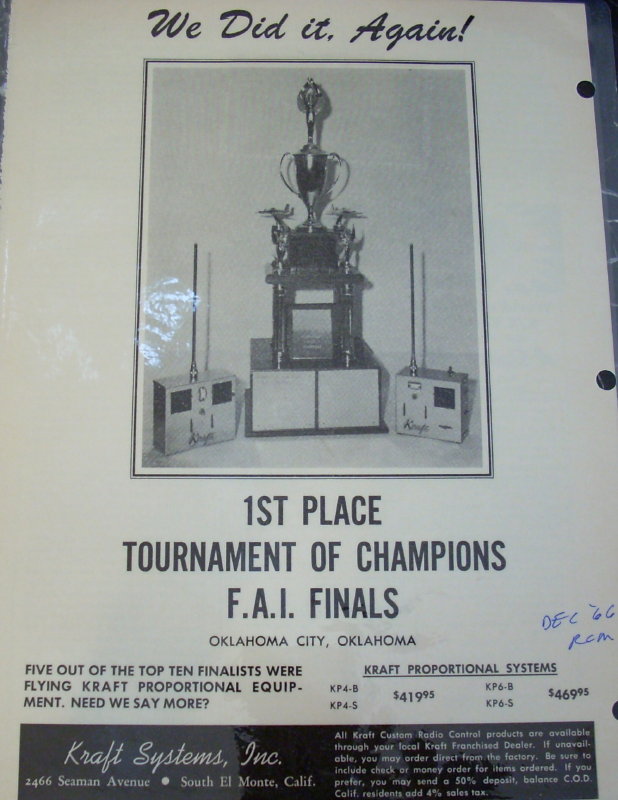 We Did it, Again!
Kraft
Kraft
1ST PLACE
TOURNAMENT OF CHAMPIONS
F.A.I. FINALS
OKLAHOMA CITY, OKLAHOMA
DEC '66
RCM
FIVE OUT OF THE TOP TEN FINALISTS WERE
FLYING KRAFT PROPORTIONAL EQUIP-
MENT. NEED WE SAY MORE?
KRAFT PROPORTIONAL SYSTEMS
KP4-B
KP4-S
$41995
KP6-B
KP6-S
$469.95
Kraft Systems, Inc.
2466 Seaman Avenue • South El Monte, Calif.
All Kraft Custom Radio Control products are available
through your local Kraft Franchised Dealer. If unavail-
able, you may order direct from the factory. Be sure to
include check or money order for items ordered. If you
prefer, you may send a 50% deposit, balance C.O.D.
Calif. residents add 4% sales tax.